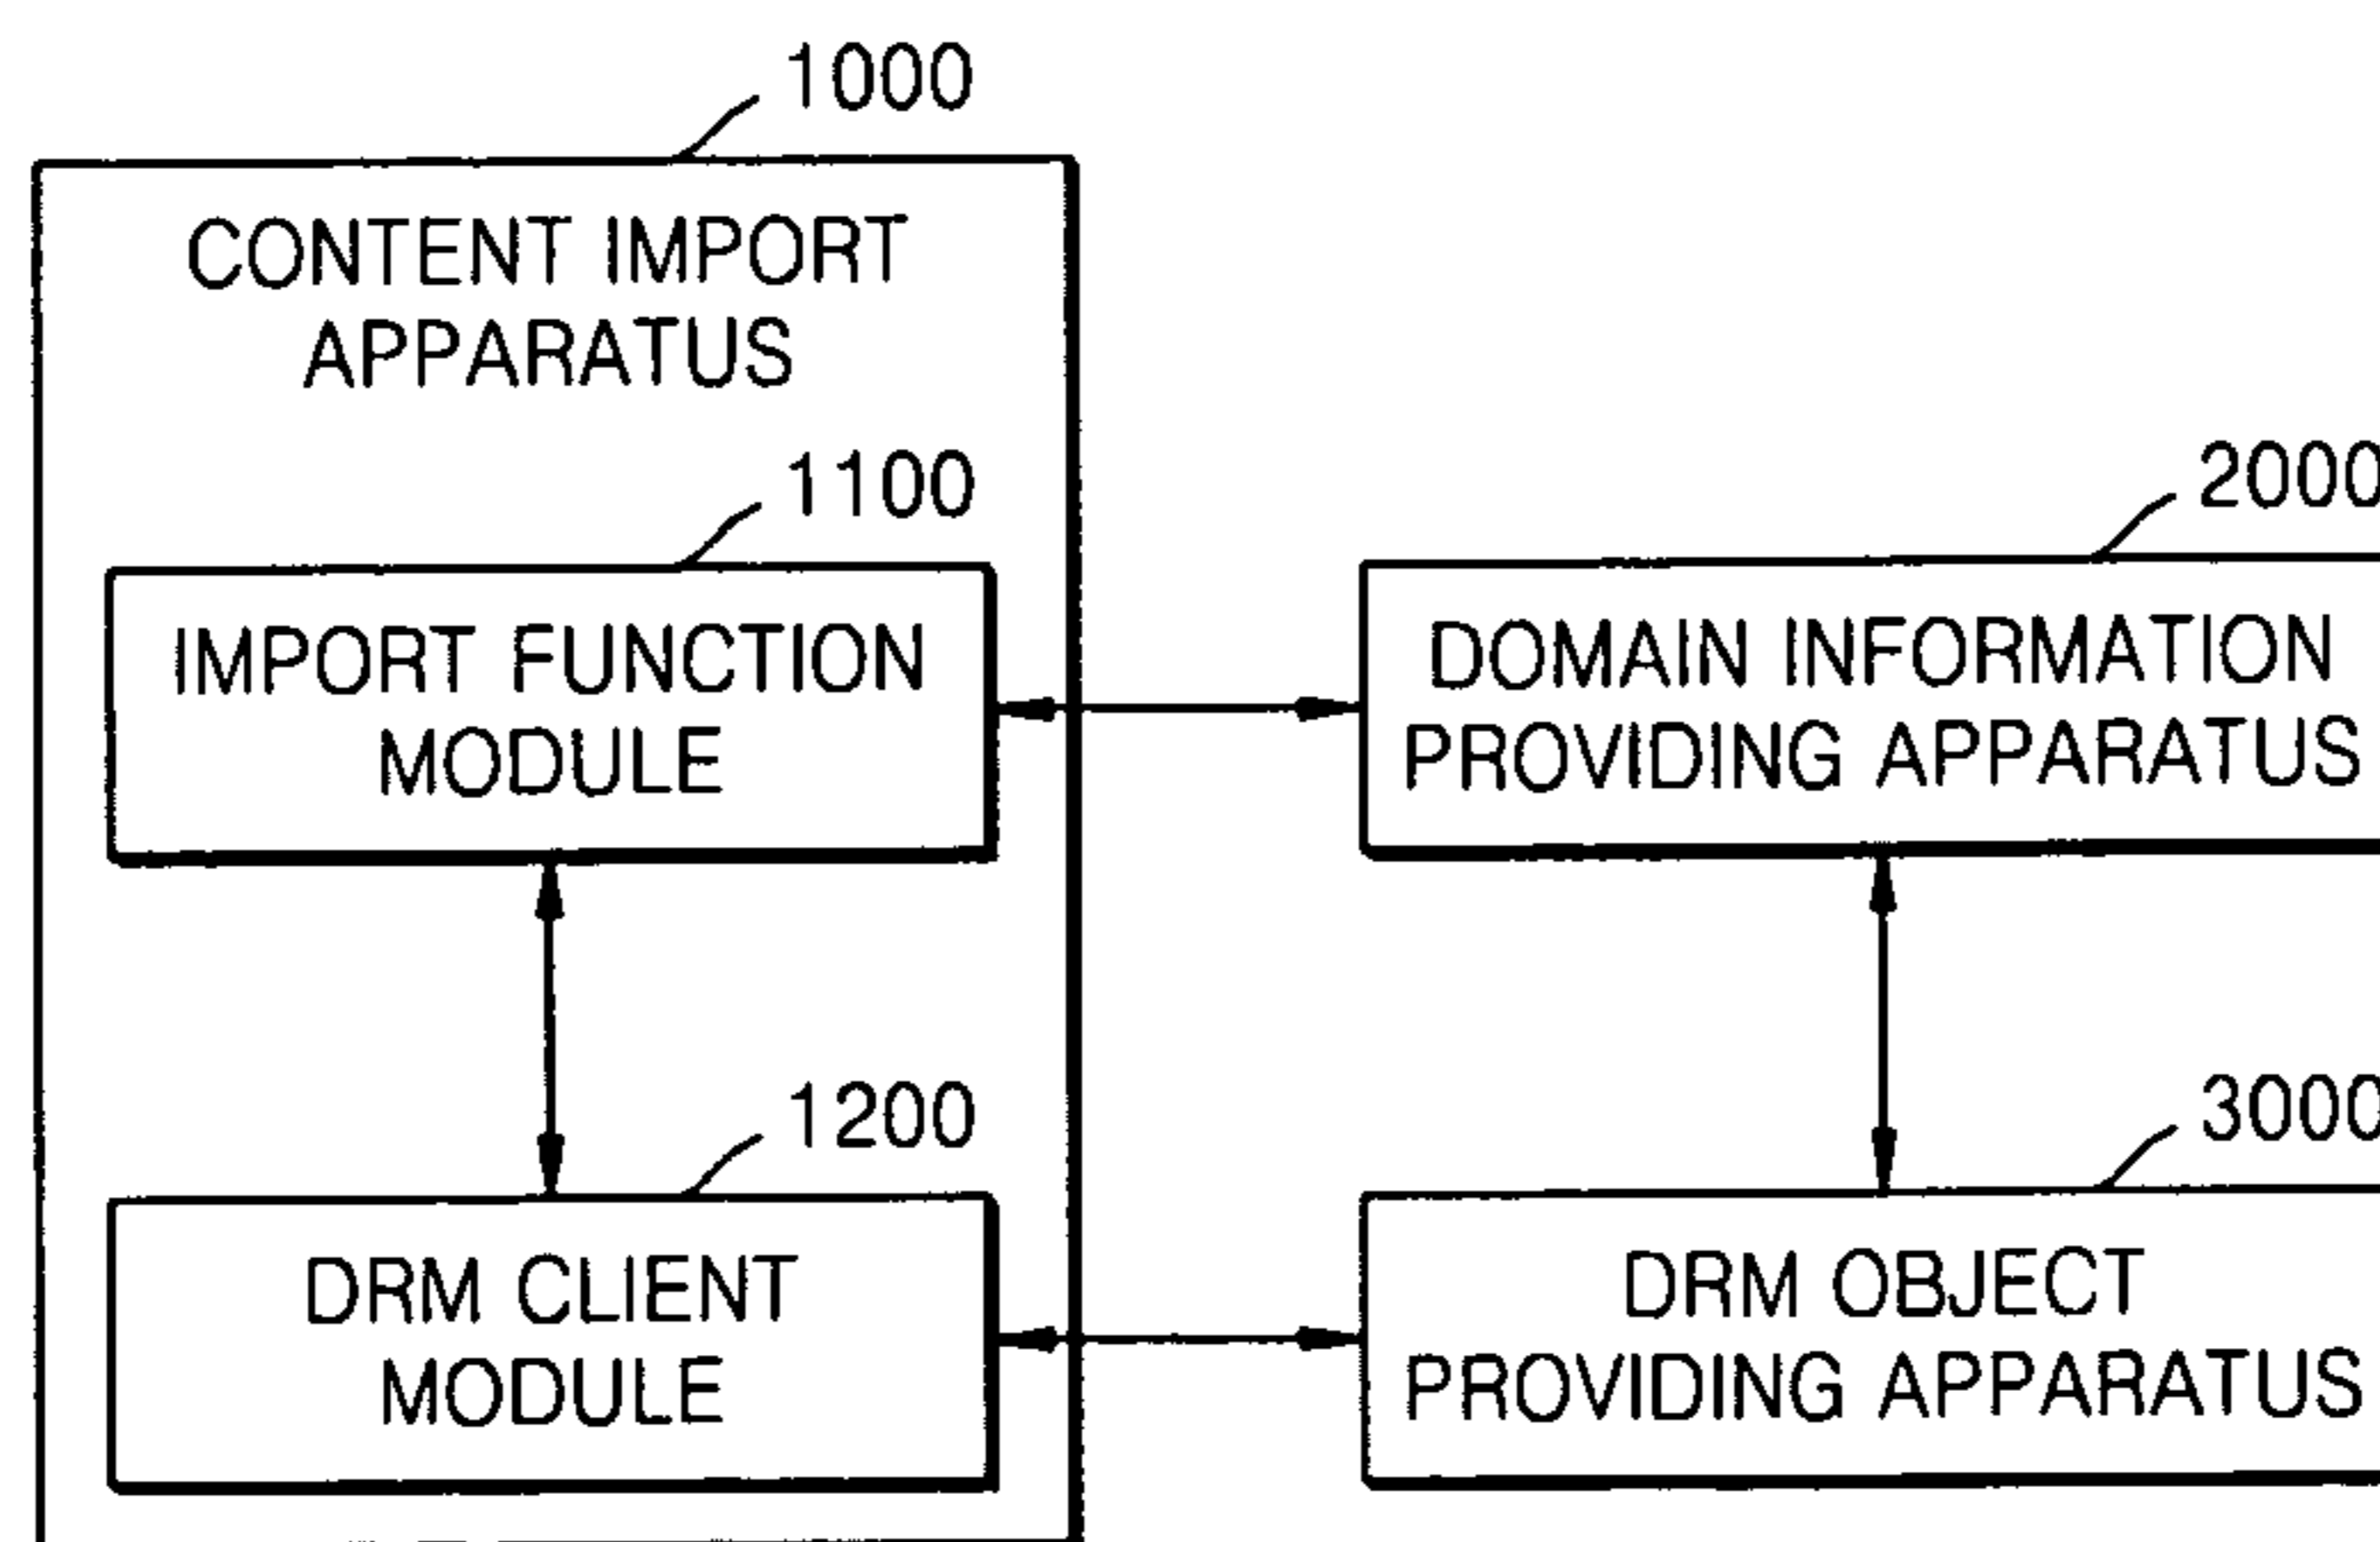 1000
CONTENT IMPORT
APPARATUS
1100
IMPORT FUNCTION
MODULE
2000
DOMAIN INFORMATION
PROVIDING APPARATUS
1200
DRM CLIENT
MODULE
3000
DRM OBJECT
PROVIDING APPARATUS